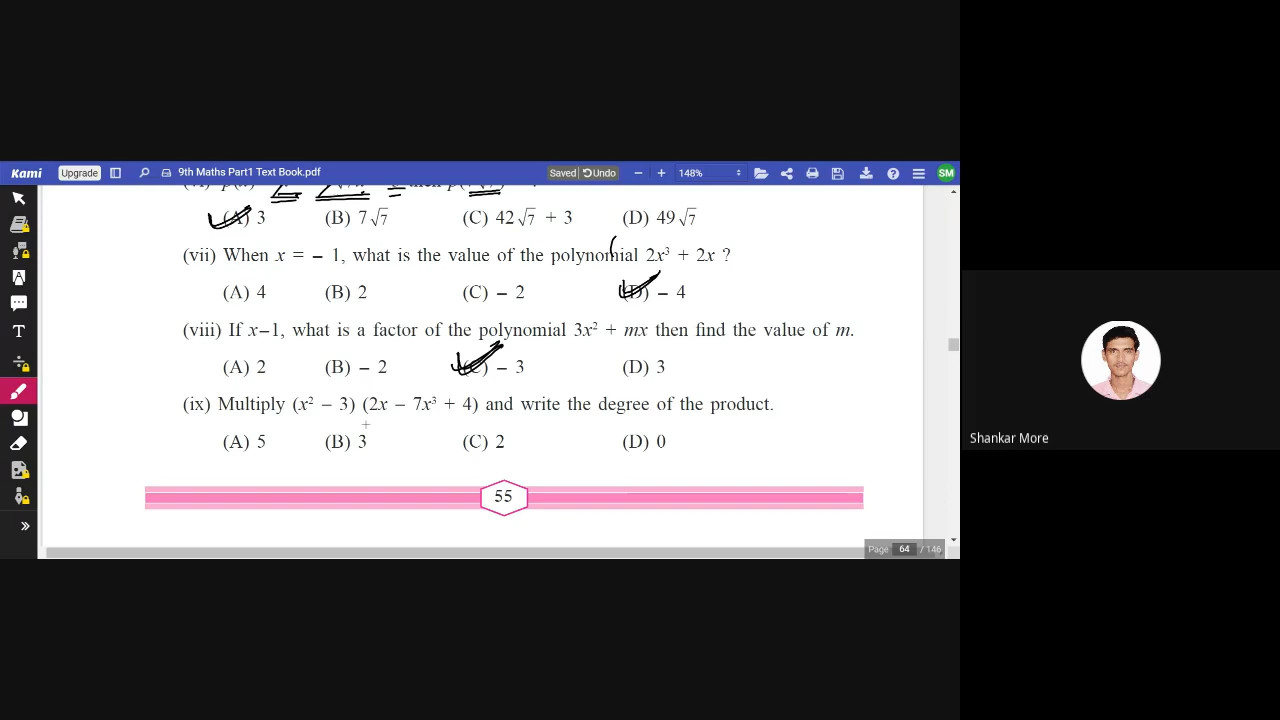 Kami Upgrade 9th Maths Part1 Text Book.pdf Saved Undo 148% SM
then
(A) 3 (B) 7√7 (C) 42√7 + 3 (D) 49√7
(vii) When x = − 1, what is the value of the polynomial 2x³ + 2x ?
(A) 4 (B) 2 (C) − 2 (D) − 4
(viii) If x−1, what is a factor of the polynomial 3x² + mx then find the value of m.
(A) 2 (B) − 2 (C) − 3 (D) 3
(ix) Multiply (x² − 3) (2x − 7x³ + 4) and write the degree of the product.
(A) 5 (B) 3 (C) 2 (D) 0
55
Page 64 / 146
Shankar More